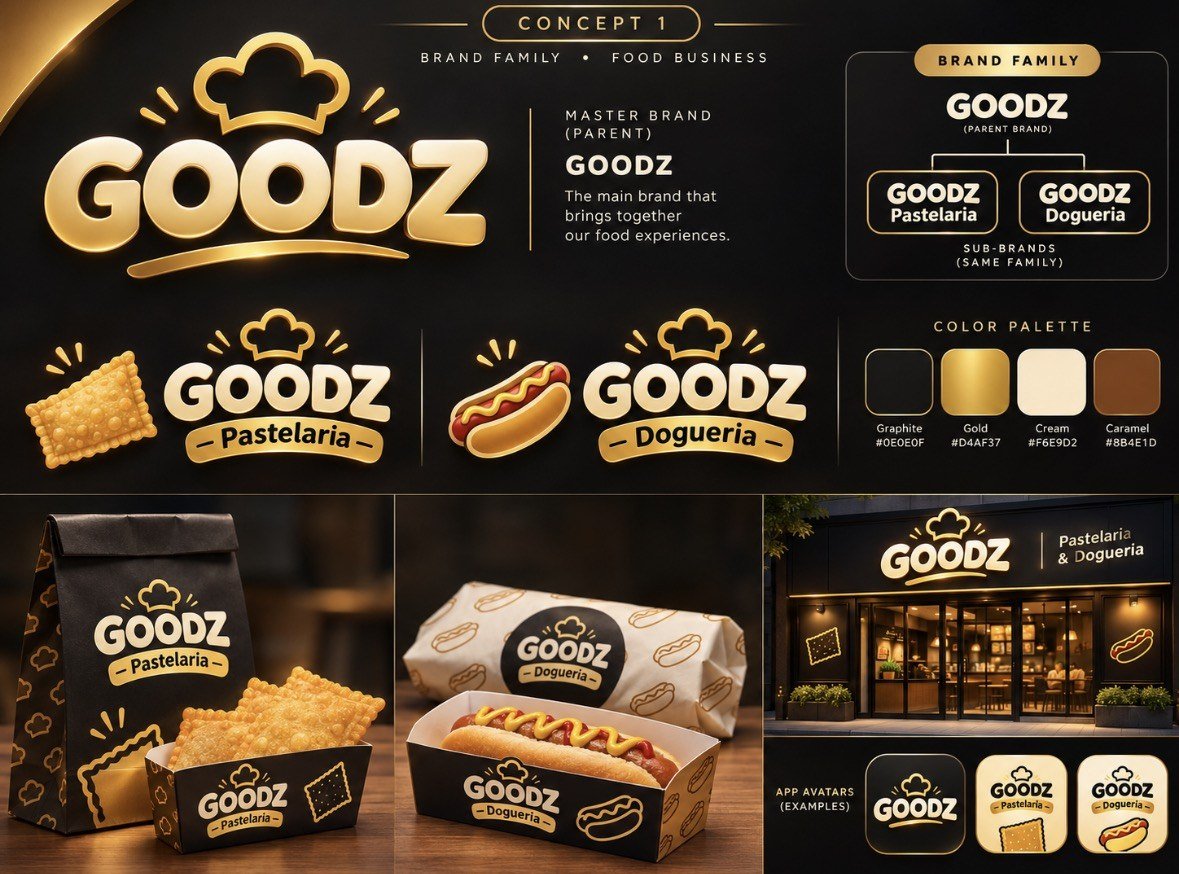 CONCEPT 1
BRAND FAMILY • FOOD BUSINESS
GOODZ
MASTER BRAND
(PARENT)
GOODZ
The main brand that
brings together
our food experiences.
BRAND FAMILY
GOODZ
(PARENT BRAND)
GOODZ
Pastelaria
GOODZ
Dogueria
SUB-BRANDS
(SAME FAMILY)
GOODZ
– Pastelaria –
GOODZ
– Dogueria –
COLOR PALETTE
Graphite
#0E0E0F
Gold
#D4AF37
Cream
#F6E9D2
Caramel
#8B4E1D
GOODZ
– Pastelaria –
GOODZ
– Pastelaria –
GOODZ
– Dogueria –
GOODZ
– Dogueria –
GOODZ
Pastelaria
& Dogueria
APP AVATARS
(EXAMPLES)
GOODZ
GOODZ
– Pastelaria –
GOODZ
– Dogueria –